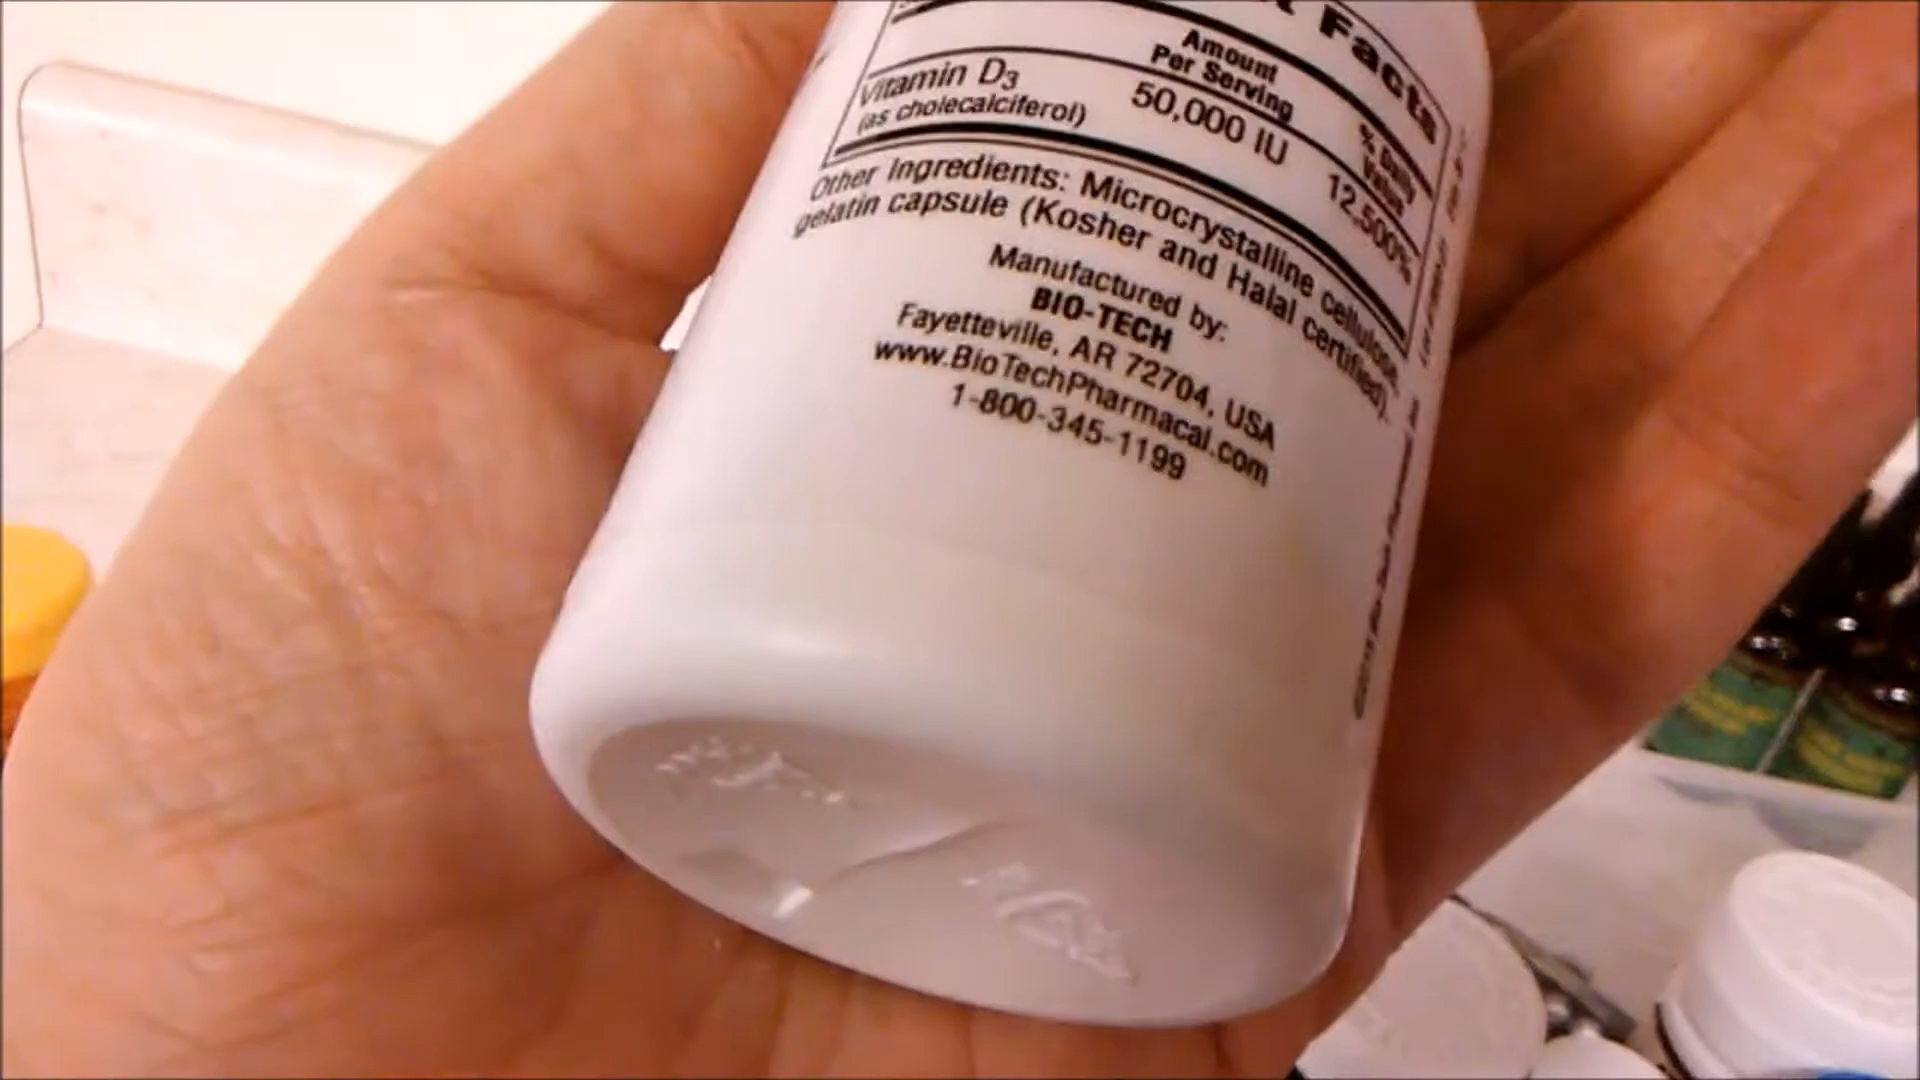 Facts
Amount
Per Serving
% Daily
Value
Vitamin D3
50,000 IU
12,500%
(as cholecalciferol)
Other Ingredients: Microcrystalline cellulose,
gelatin capsule (Kosher and Halal certified).
Manufactured by:
BIO-TECH
Fayetteville, AR 72704, USA
www.BioTechPharmacal.com
1-800-345-1199